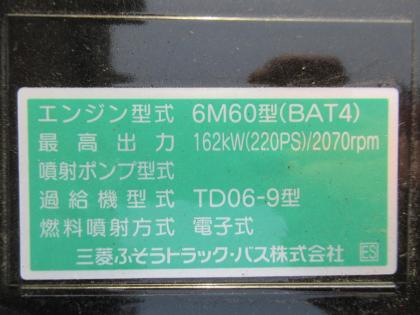 エンジン型式 6M60型(BAT4)
最高出力 162kW(220PS)/2070rpm
噴射ポンプ型式
過給機型式 TD06-9型
燃料噴射方式 電子式
三菱ふそうトラック・バス株式会社 ES